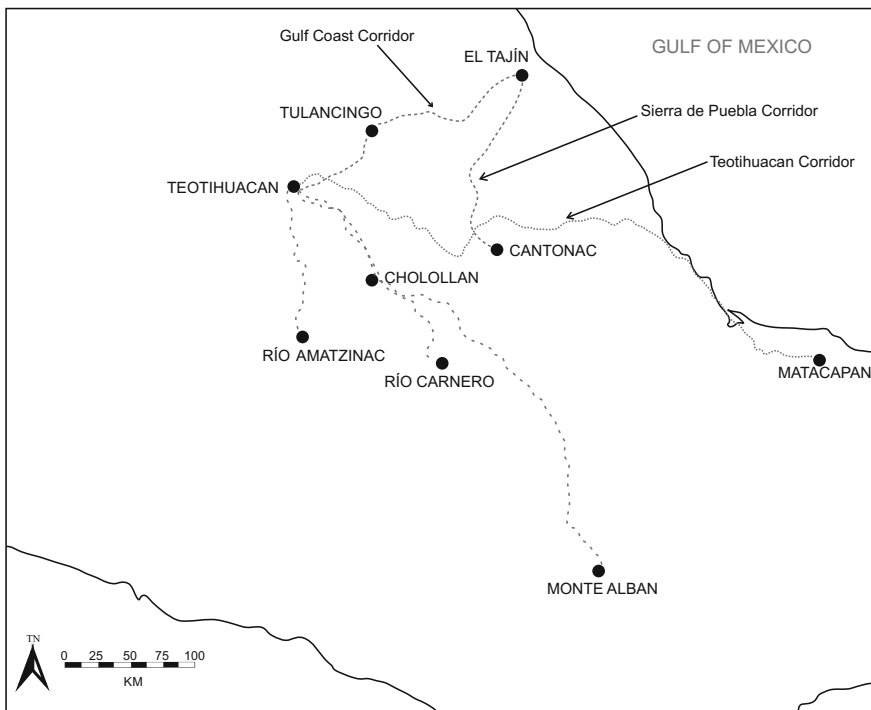 Gulf Coast Corridor
EL TAJÍN
GULF OF MEXICO
TULANCINGO
Sierra de Puebla Corridor
Teotihuacan Corridor
TEOTIHUACAN
CANTONAC
CHOLOLLAN
RÍO AMATZINAC
RÍO CARNERO
MATACAPAN
MONTE ALBAN
TN
0 25 50 75 100
KM